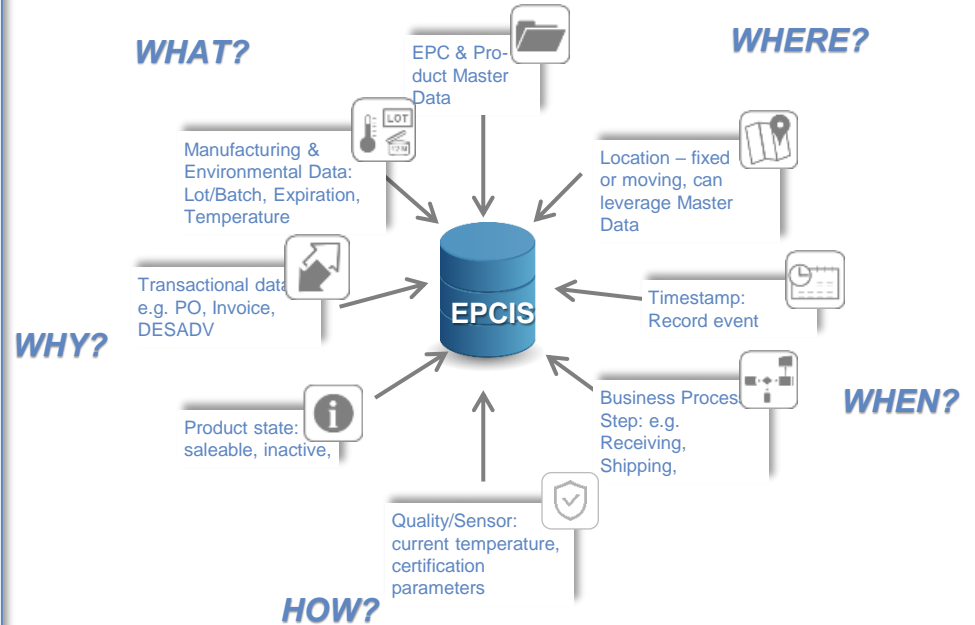 WHAT?
EPC & Pro-
duct Master
Data
WHERE?
LOT
12 M
Manufacturing &
Environmental Data:
Lot/Batch, Expiration,
Temperature
Location – fixed
or moving, can
leverage Master
Data
Transactional data
e.g. PO, Invoice,
DESADV
EPCIS
Timestamp:
Record event
WHY?
Product state:
saleable, inactive,
Business Process
Step: e.g.
Receiving,
Shipping,
WHEN?
Quality/Sensor:
current temperature,
certification
parameters
HOW?